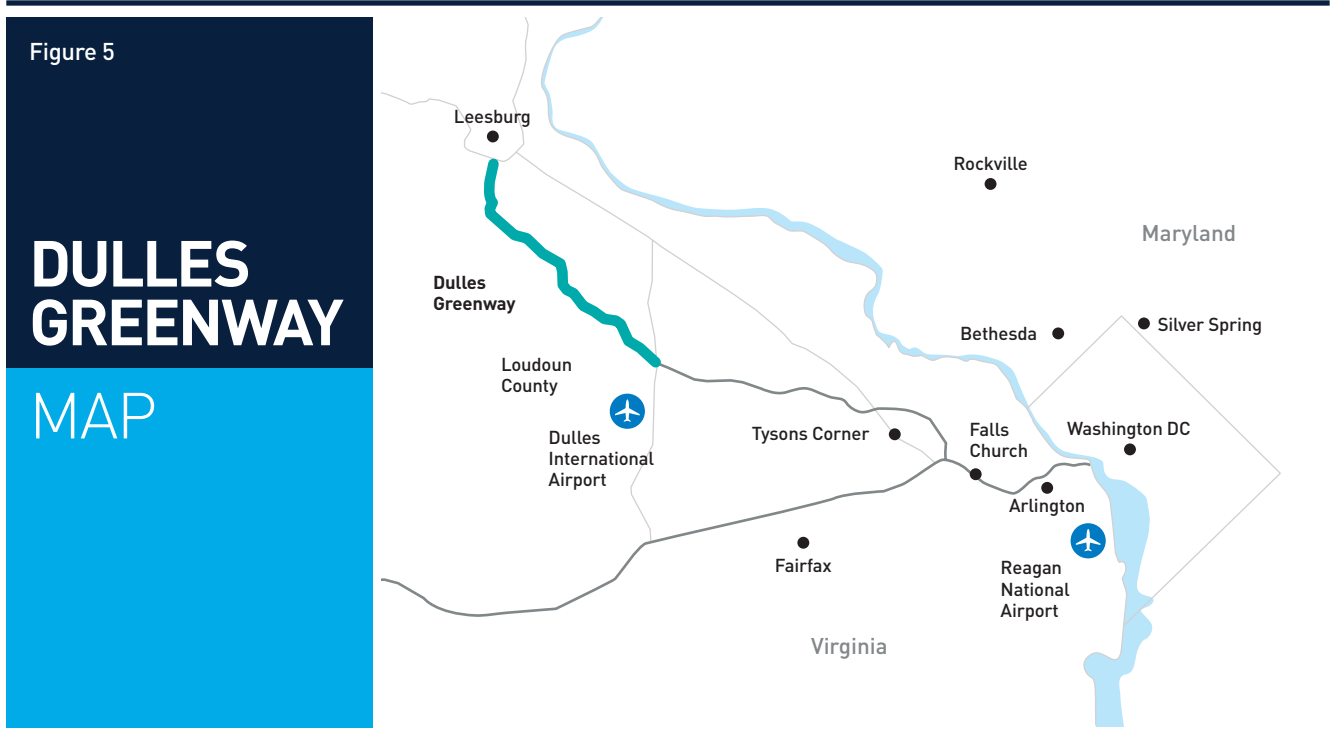 Figure 5
DULLES
GREENWAY
MAP
Leesburg
Rockville
Maryland
Dulles
Greenway
Silver Spring
Bethesda
Loudoun
County
Tysons Corner
Falls
Church
Washington DC
Dulles
International
Airport
Arlington
Fairfax
Reagan
National
Airport
Virginia